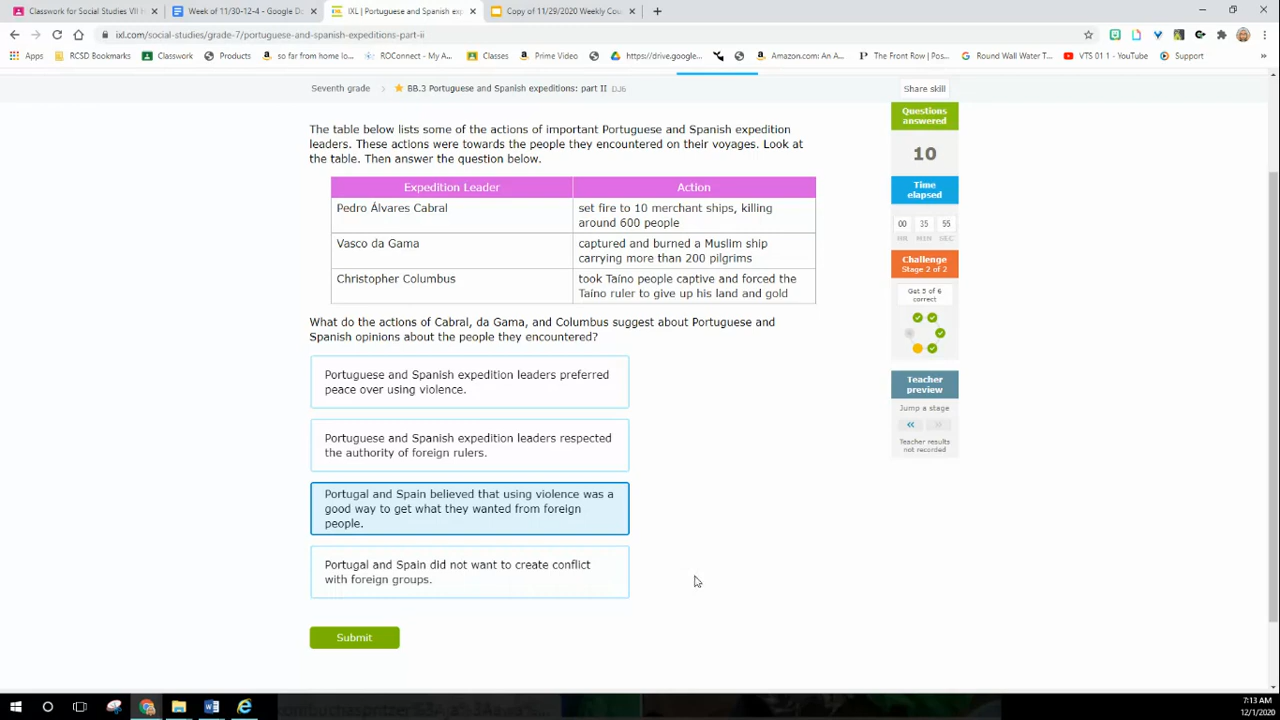 Classwork for Social Studies VII H
Week of 11/30-12-4 - Google Do
IXL | Portuguese and Spanish ex
Copy of 11/29/2020 Weekly Cou
ixl.com/social-studies/grade-7/portuguese-and-spanish-expeditions-part-ii
Apps
RCSD Bookmarks
Classwork
Products
so far from home lo...
ROConnect - My A...
Classes
Prime Video
https://drive.google...
Amazon.com: An A...
The Front Row | Pos...
Round Wall Water T...
VTS 01 1 - YouTube
Support
Seventh grade > BB.3 Portuguese and Spanish expeditions: part II DJ6
Share skill
The table below lists some of the actions of important Portuguese and Spanish expedition
leaders. These actions were towards the people they encountered on their voyages. Look at
the table. Then answer the question below.
Expedition Leader Action
Pedro Álvares Cabral
set fire to 10 merchant ships, killing
around 600 people
Vasco da Gama
captured and burned a Muslim ship
carrying more than 200 pilgrims
Christopher Columbus
took Taíno people captive and forced the
Taíno ruler to give up his land and gold
What do the actions of Cabral, da Gama, and Columbus suggest about Portuguese and
Spanish opinions about the people they encountered?
Portuguese and Spanish expedition leaders preferred
peace over using violence.
Portuguese and Spanish expedition leaders respected
the authority of foreign rulers.
Portugal and Spain believed that using violence was a
good way to get what they wanted from foreign
people.
Portugal and Spain did not want to create conflict
with foreign groups.
Submit
Questions
answered
10
Time
elapsed
00 35 55
HR MIN SEC
Challenge
Stage 2 of 2
Get 5 of 6
correct
Teacher
preview
Jump a stage
Teacher results
not recorded
7:13 AM
12/1/2020